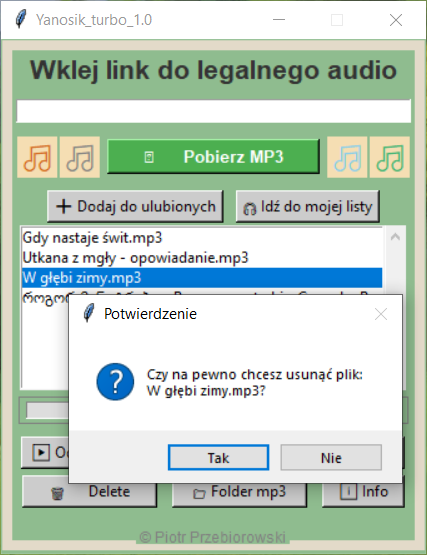 Yanosik_turbo_1.0
Wklej link do legalnego audio
Pobierz MP3
Dodaj do ulubionych
Idź do mojej listy
Gdy nastaje świt.mp3
Utkana z mgły - opowiadanie.mp3
W głębi zimy.mp3
Potwierdzenie
Czy na pewno chcesz usunąć plik:
W głębi zimy.mp3?
Tak
Nie
Delete
Folder mp3
Info
© Piotr Przebiorowski